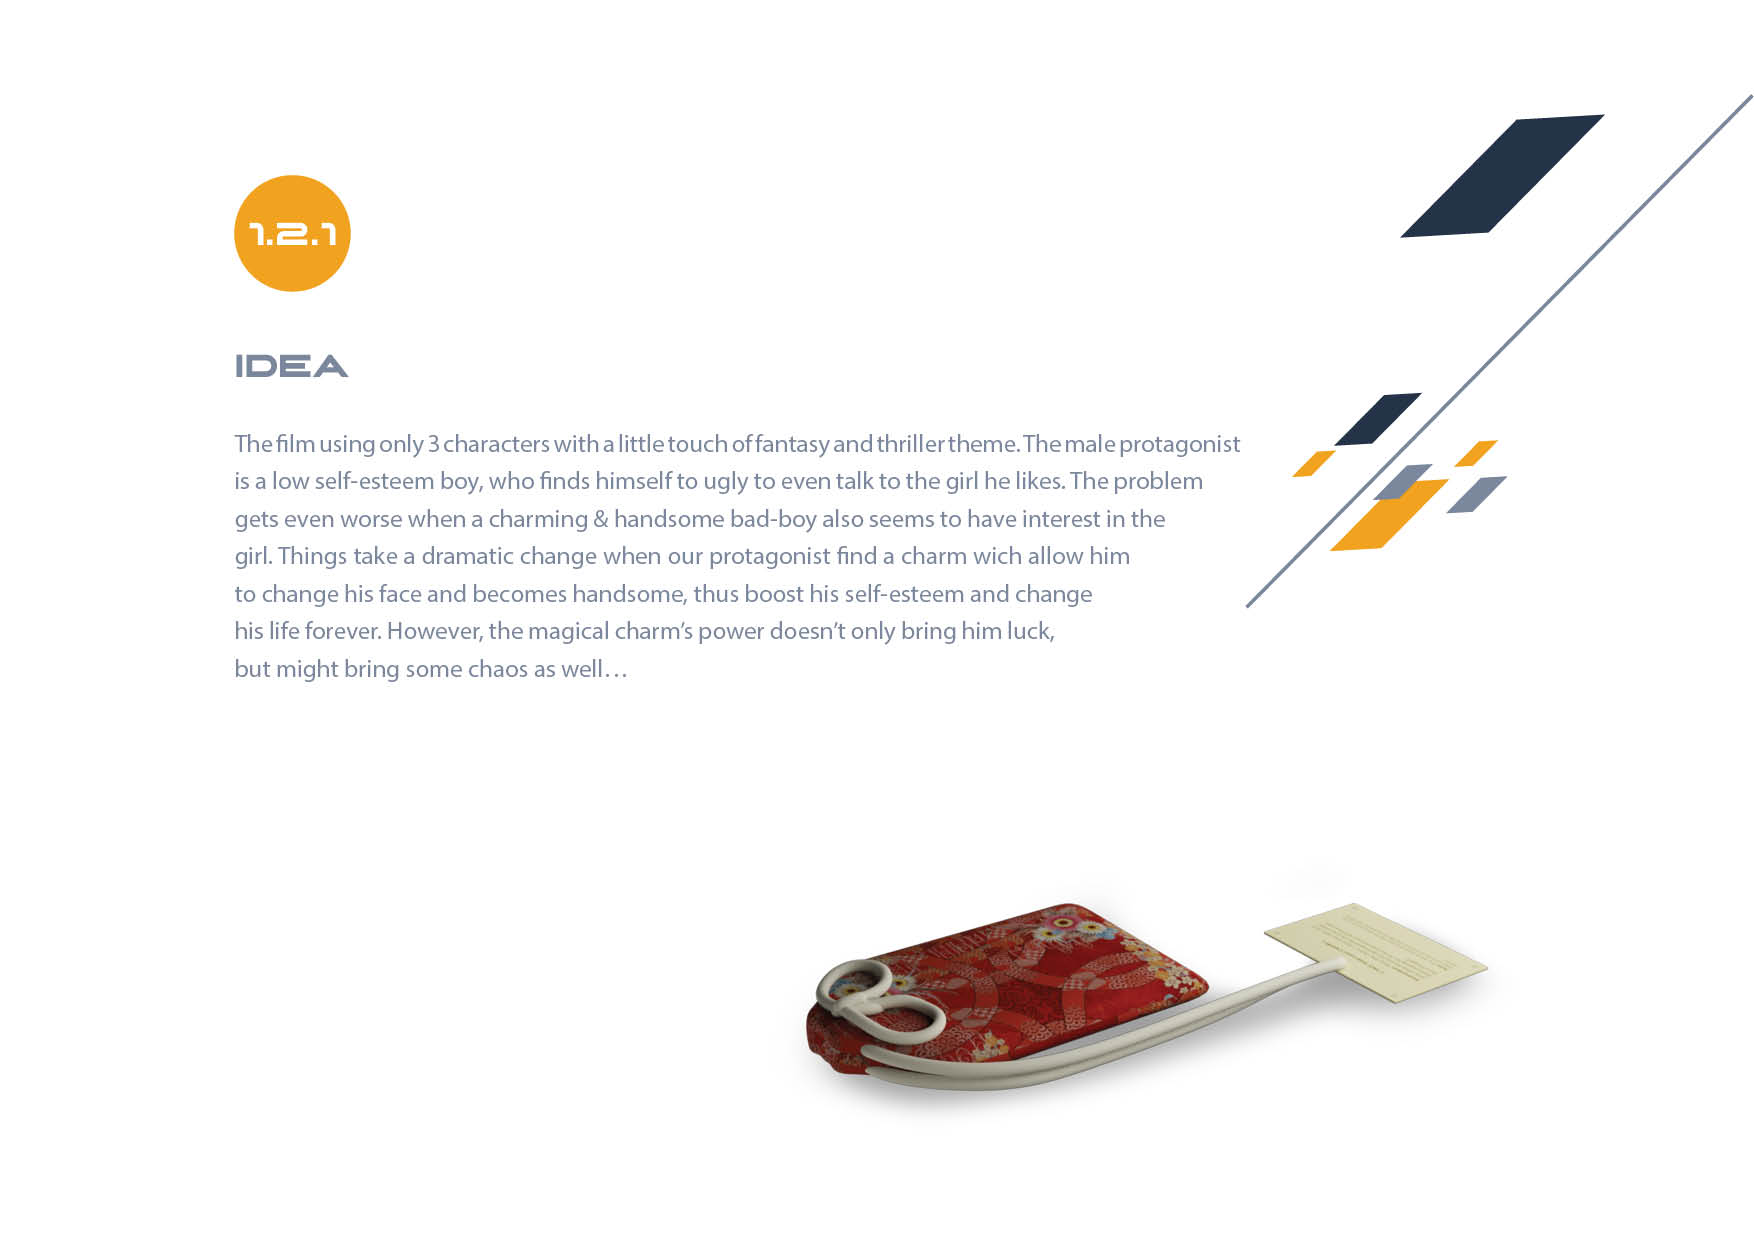 1.2.1
IDEA
The film using only 3 characters with a little touch of fantasy and thriller theme. The male protagonist
is a low self-esteem boy, who finds himself to ugly to even talk to the girl he likes. The problem
gets even worse when a charming & handsome bad-boy also seems to have interest in the
girl. Things take a dramatic change when our protagonist find a charm wich allow him
to change his face and becomes handsome, thus boost his self-esteem and change
his life forever. However, the magical charm’s power doesn’t only bring him luck,
but might bring some chaos as well…